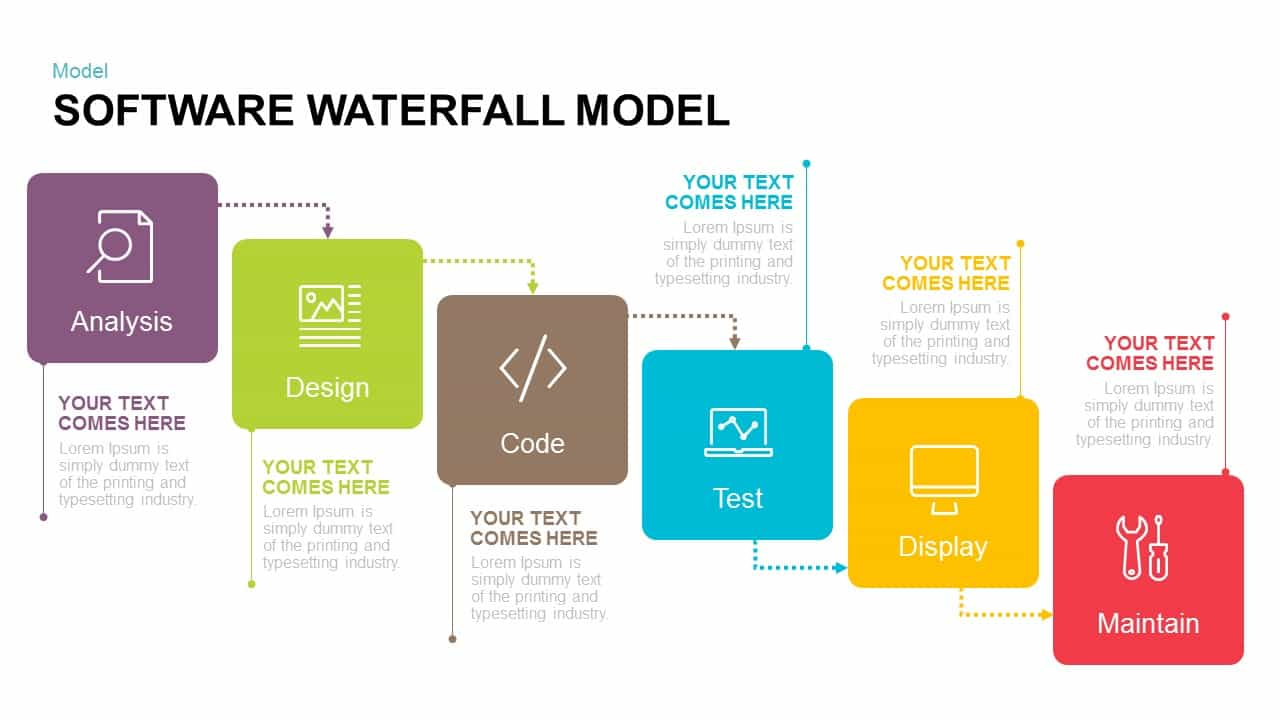 Model
SOFTWARE WATERFALL MODEL
Analysis
YOUR TEXT
COMES HERE
Lorem Ipsum is
simply dummy text
of the printing and
typesetting industry.
Design
YOUR TEXT
COMES HERE
Lorem Ipsum is
simply dummy text
of the printing and
typesetting industry.
Code
YOUR TEXT
COMES HERE
Lorem Ipsum is
simply dummy text
of the printing and
typesetting industry.
YOUR TEXT
COMES HERE
Lorem Ipsum is
simply dummy text
of the printing and
typesetting industry.
Test
YOUR TEXT
COMES HERE
Lorem Ipsum is
simply dummy text
of the printing and
typesetting industry.
Display
YOUR TEXT
COMES HERE
Lorem Ipsum is
simply dummy text
of the printing and
typesetting industry.
Maintain